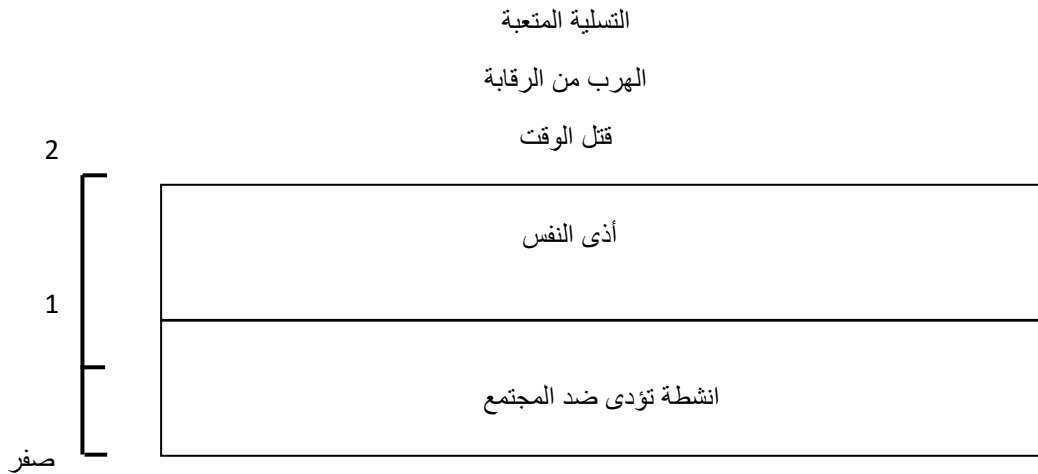 التسلية المتعبة
الهرب من الرقابة
قتل الوقت
2
أذى النفس
1
انشطة تؤدى ضد المجتمع
صفر